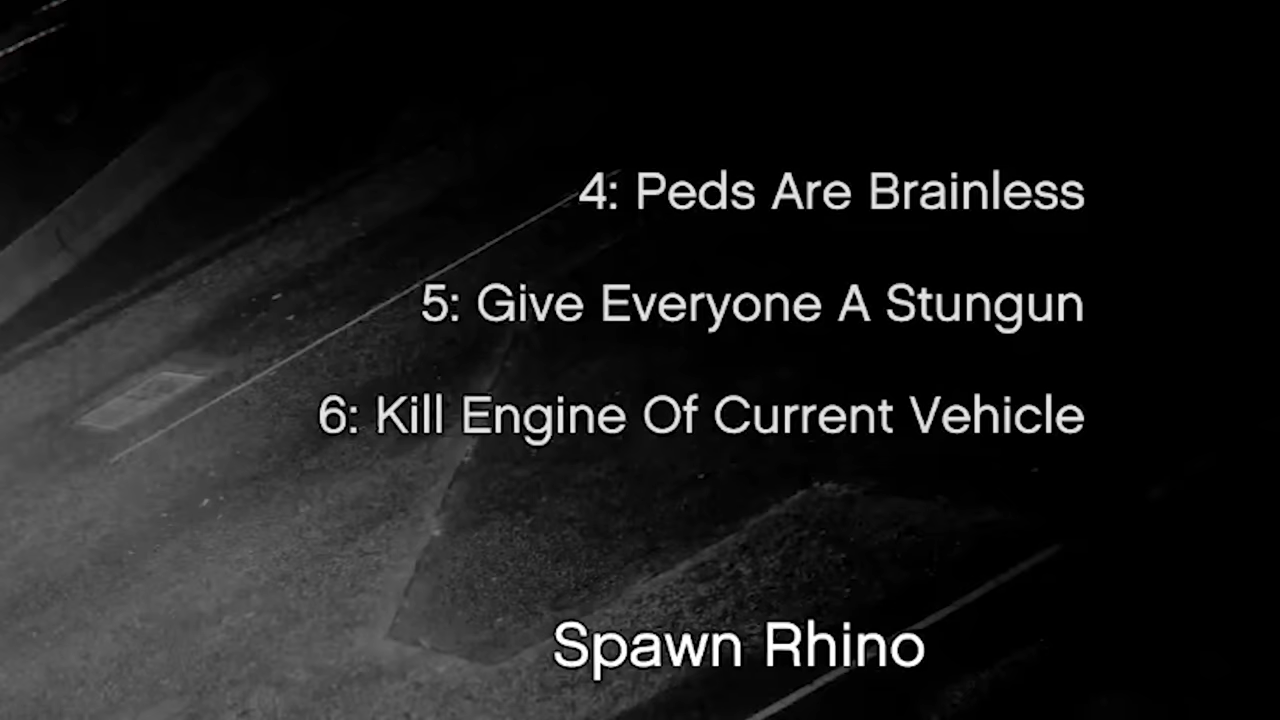 4: Peds Are Brainless
5: Give Everyone A Stungun
6: Kill Engine Of Current Vehicle
Spawn Rhino